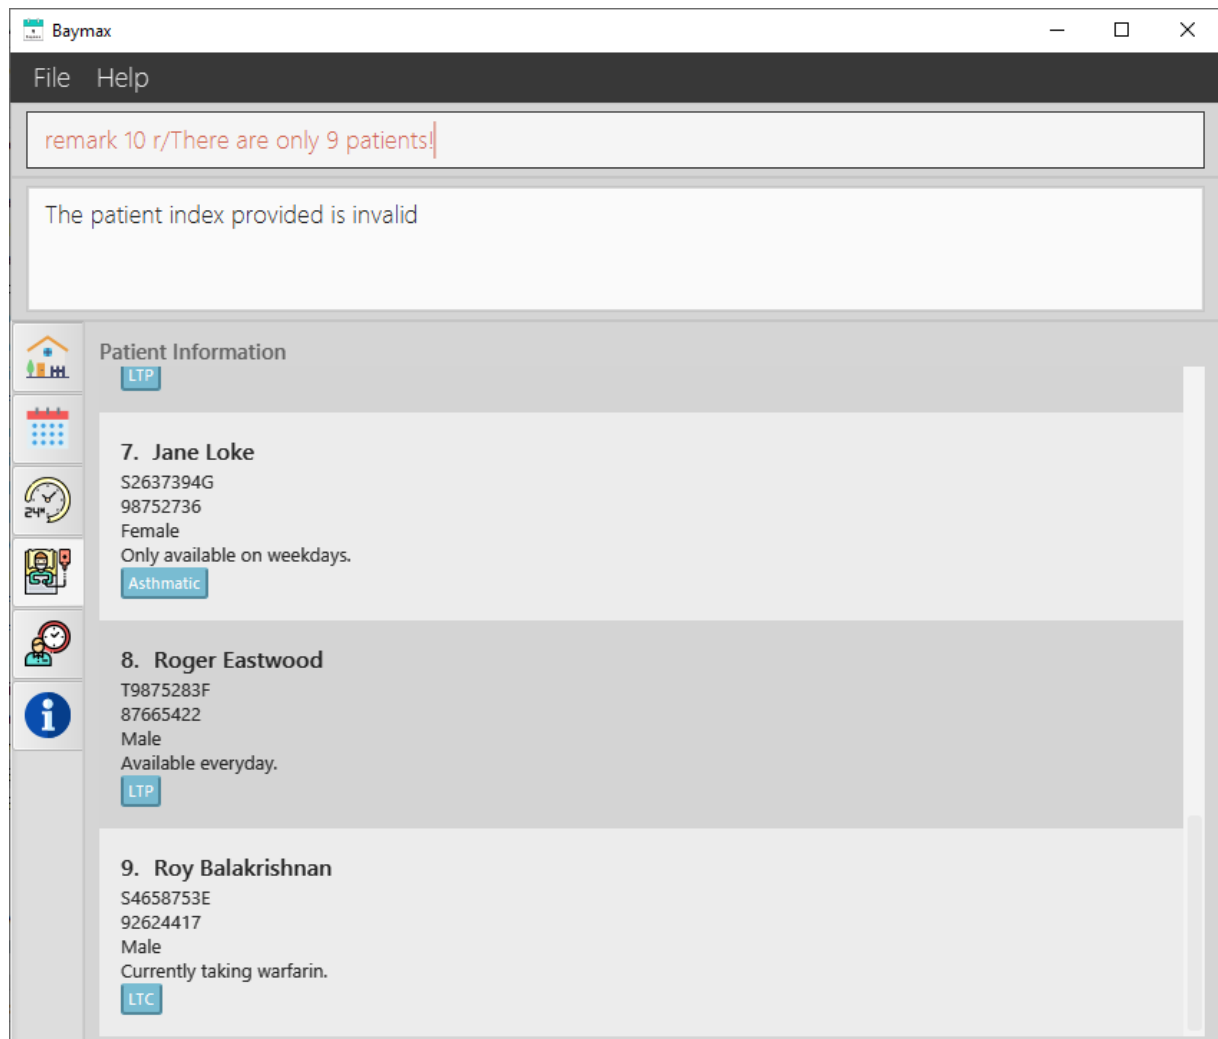 Baymax
File Help
remark 10 r/There are only 9 patients!
The patient index provided is invalid
Patient Information
LTP
7. Jane Loke
S2637394G
98752736
Female
Only available on weekdays.
Asthmatic
8. Roger Eastwood
T9875283F
87665422
Male
Available everyday.
LTP
9. Roy Balakrishnan
S4658753E
92624417
Male
Currently taking warfarin.
LTC